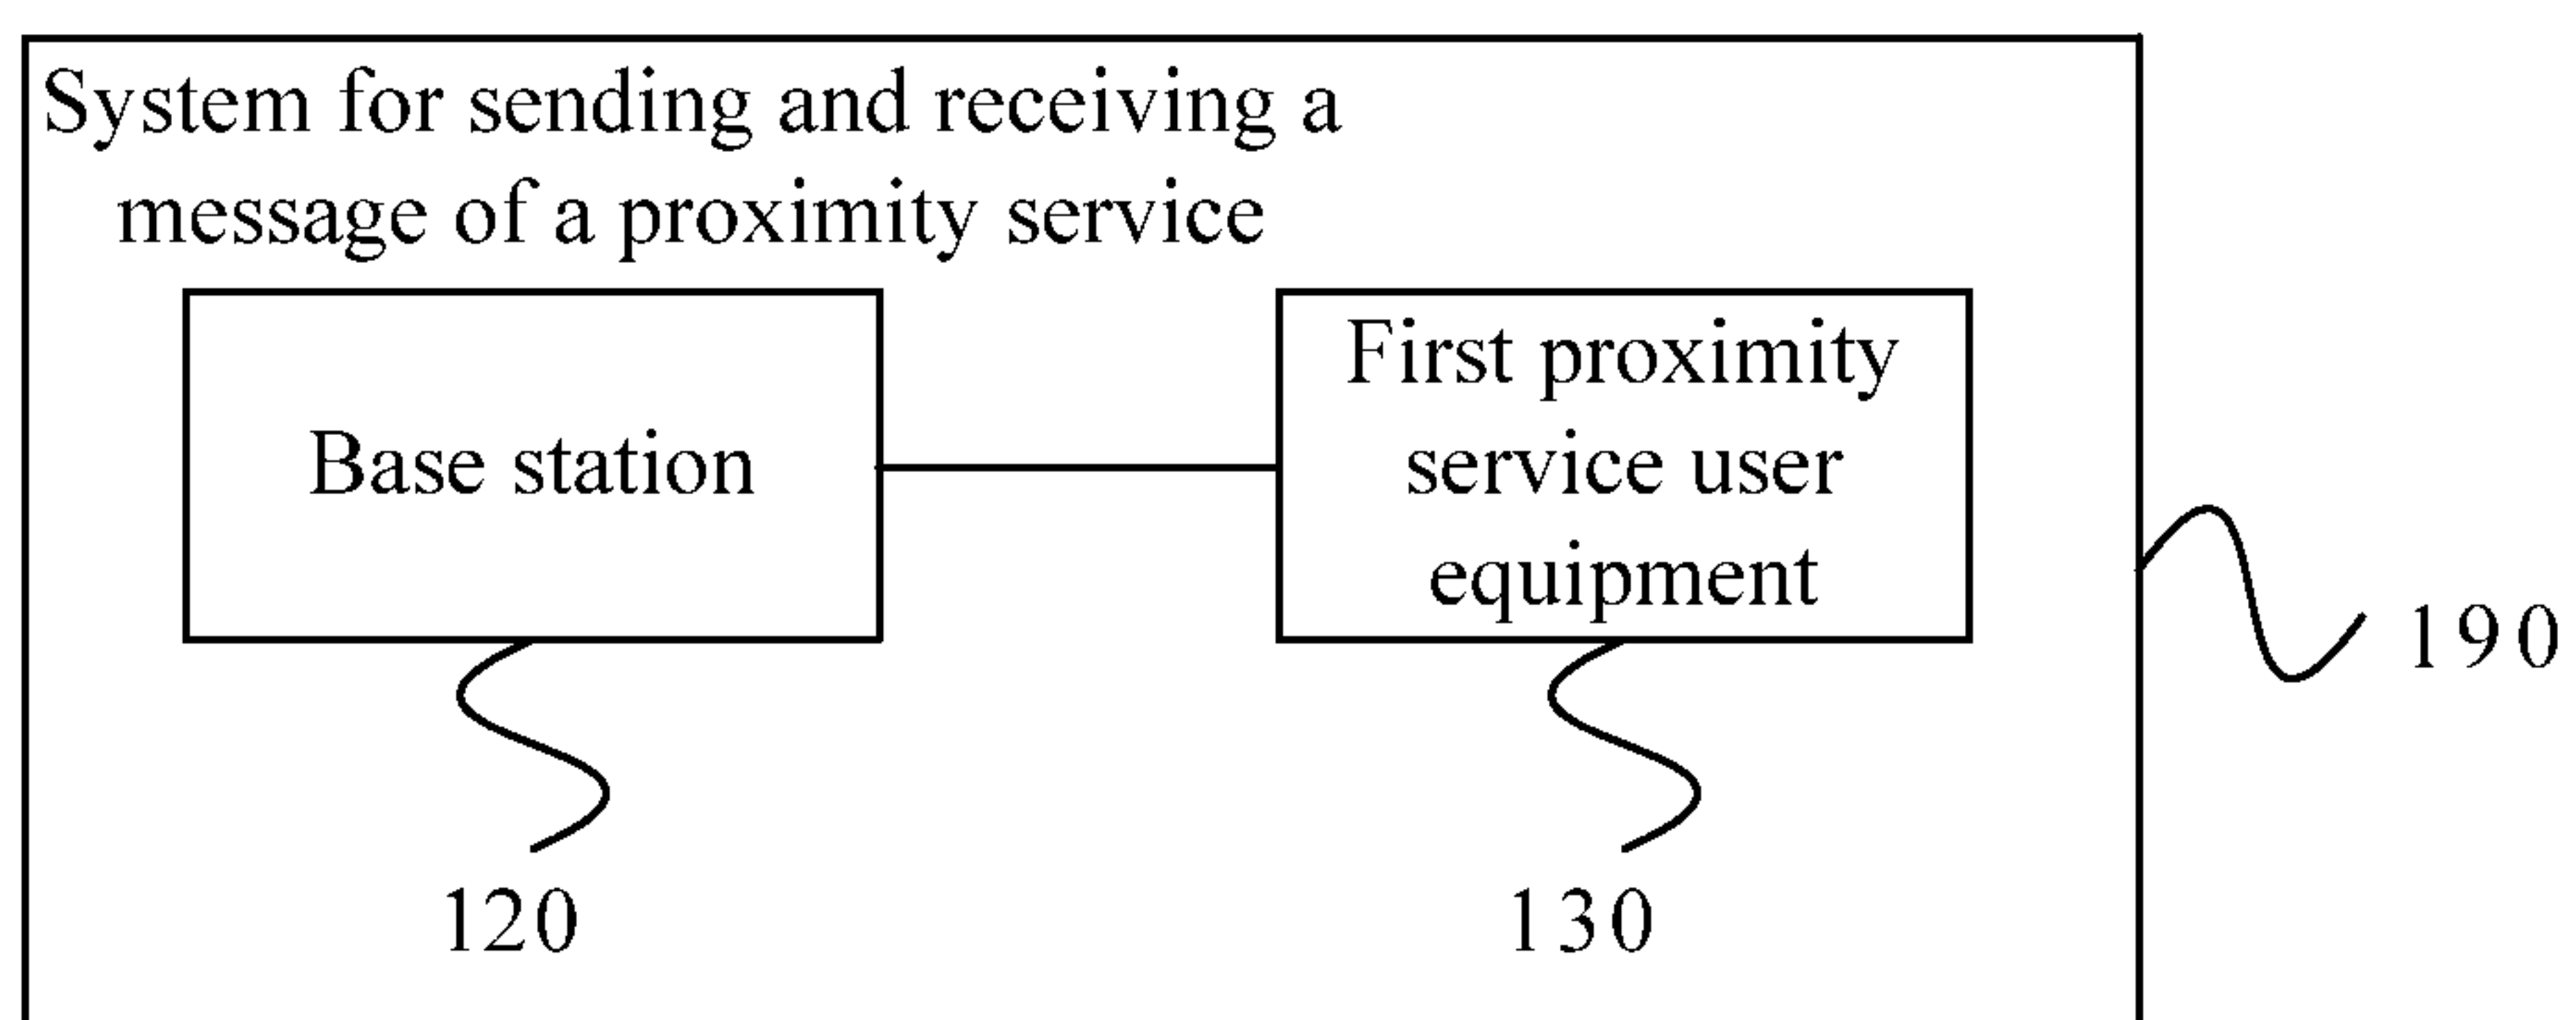 System for sending and receiving a
message of a proximity service
Base station
First proximity
service user
equipment
190
120
130